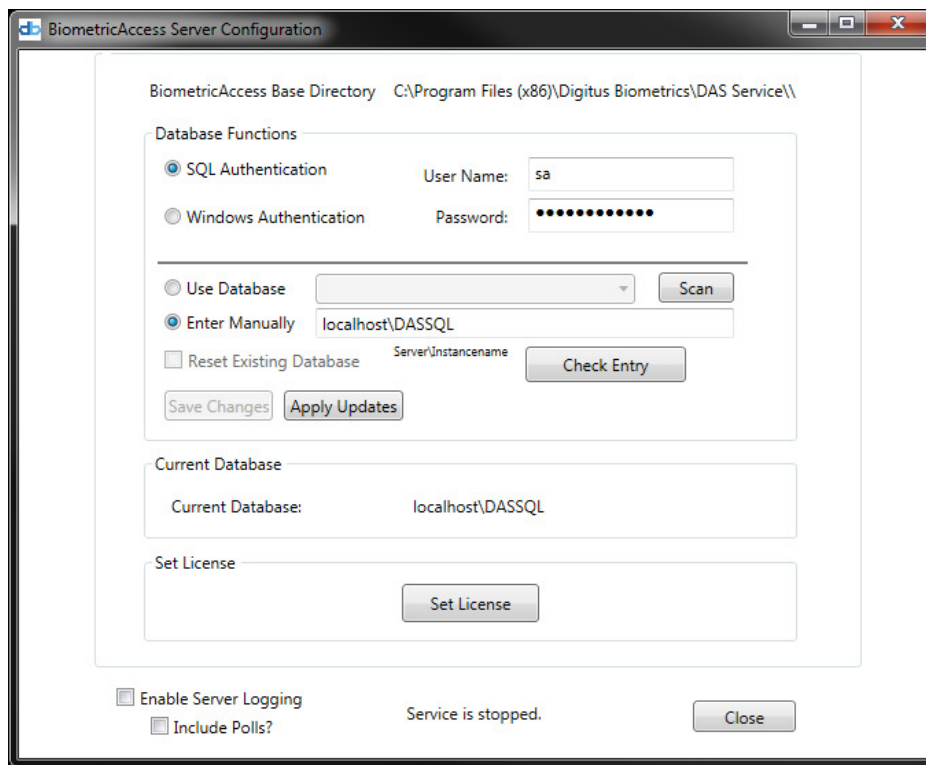 db BiometricAccess Server Configuration
BiometricAccess Base Directory C:\Program Files (x86)\Digitus Biometrics\DAS Service\\
Database Functions
SQL Authentication User Name: sa
Windows Authentication Password: ●●●●●●●●●●●●
Use Database Scan
Enter Manually localhost\DASSQL
Reset Existing Database Server\Instancename Check Entry
Save Changes Apply Updates
Current Database
Current Database: localhost\DASSQL
Set License
Set License
Enable Server Logging
Include Polls? Service is stopped. Close